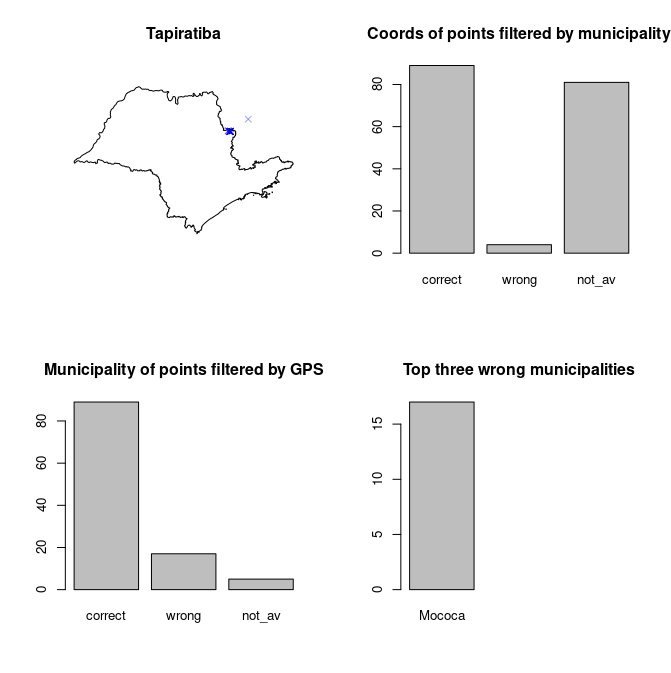 Tapiratiba
Coords of points filtered by municipality
80
60
40
20
0
correct wrong not_av
Municipality of points filtered by GPS
80
60
40
20
0
correct wrong not_av
Top three wrong municipalities
15
10
5
0
Mococa